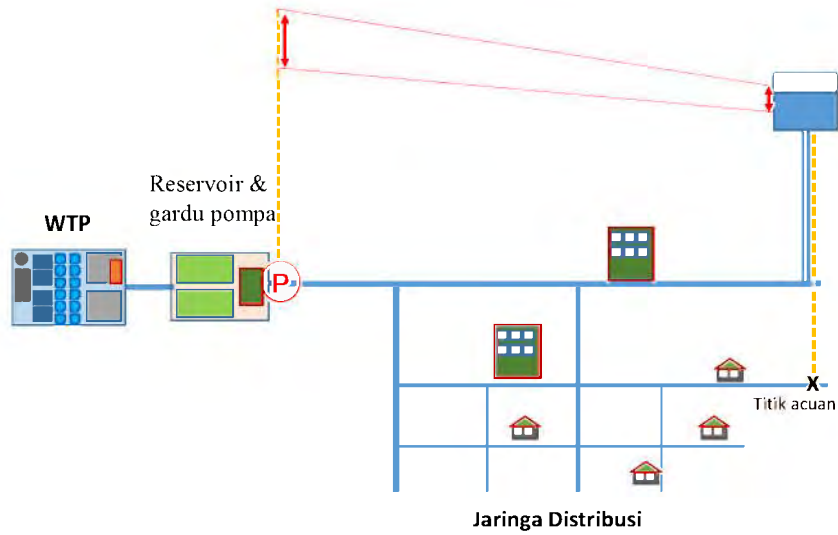 Reservoir &
gardu pompa
WTP
P
X
Titik acuan
Jaringa Distribusi